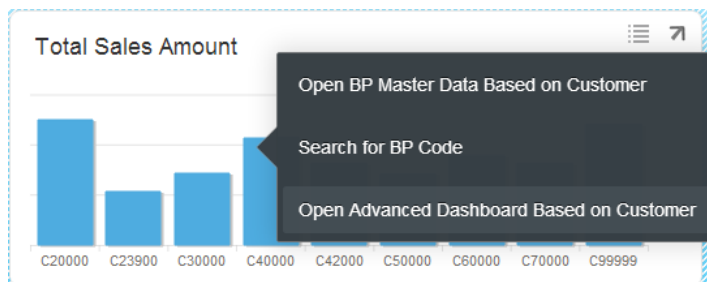 Total Sales Amount
Open BP Master Data Based on Customer
Search for BP Code
Open Advanced Dashboard Based on Customer
C20000 C23900 C30000 C40000 C42000 C50000 C60000 C70000 C99999